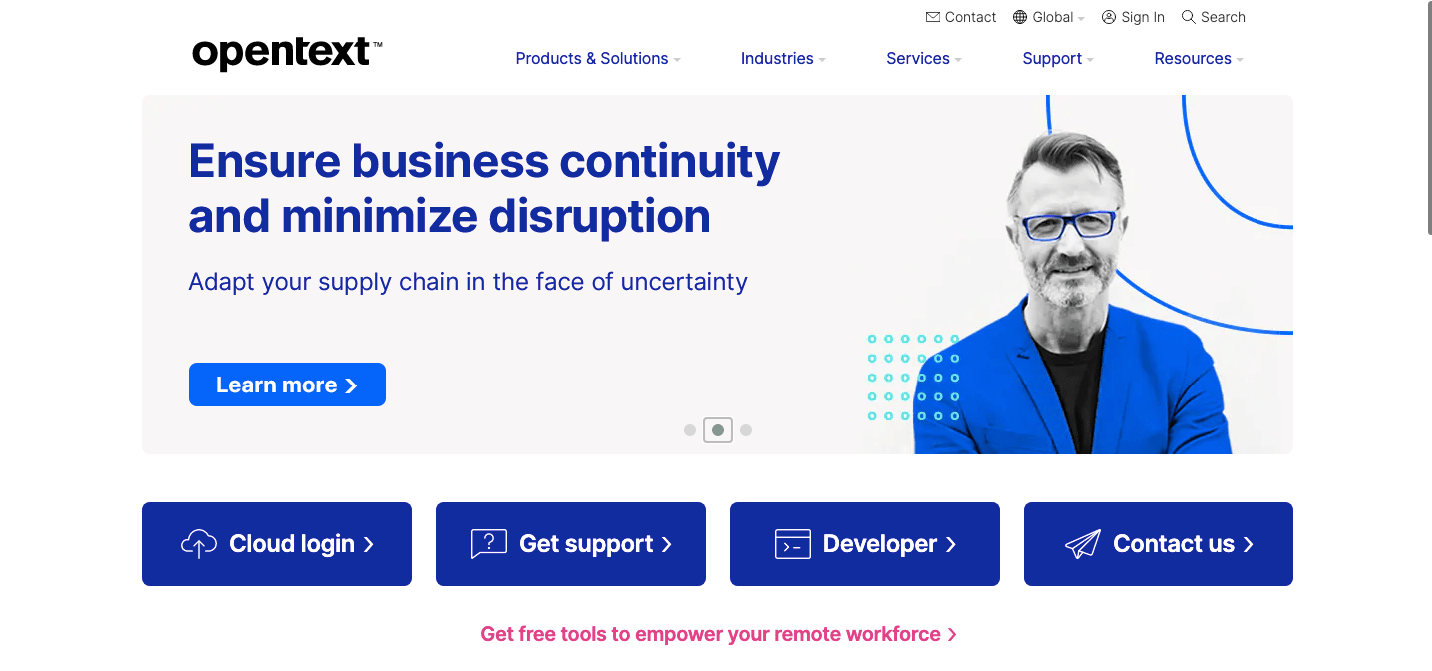 Contact Global Sign In Search
opentext™
Products & Solutions Industries Services Support Resources
Ensure business continuity
and minimize disruption
Adapt your supply chain in the face of uncertainty
Learn more
Cloud login Get support Developer Contact us
Get free tools to empower your remote workforce